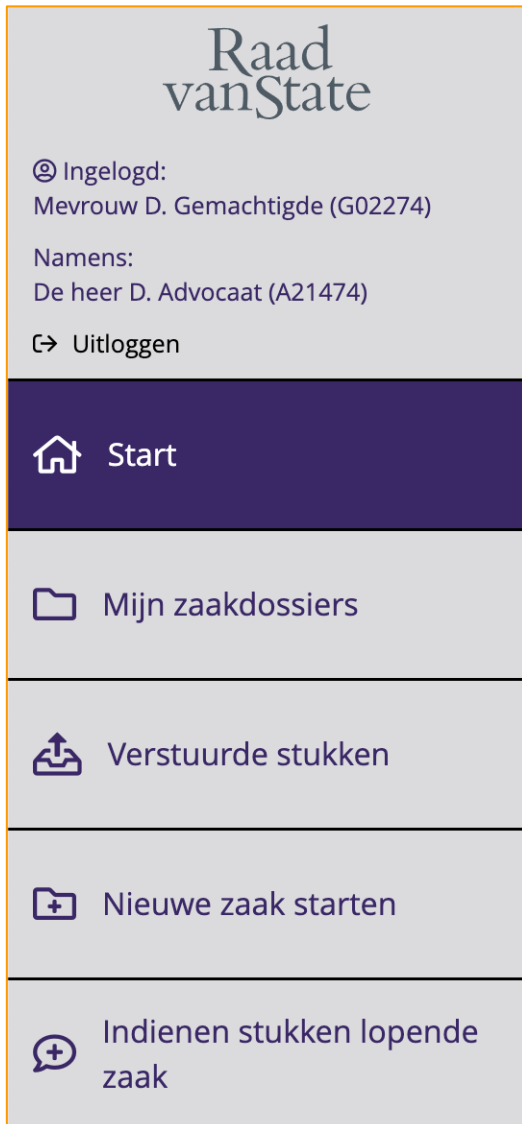 Raad
vanState
Ingelogd:
Mevrouw D. Gemachtigde (G02274)
Namens:
De heer D. Advocaat (A21474)
Uitloggen
Start
Mijn zaakdossiers
Verstuurde stukken
Nieuwe zaak starten
Indienen stukken lopende
zaak